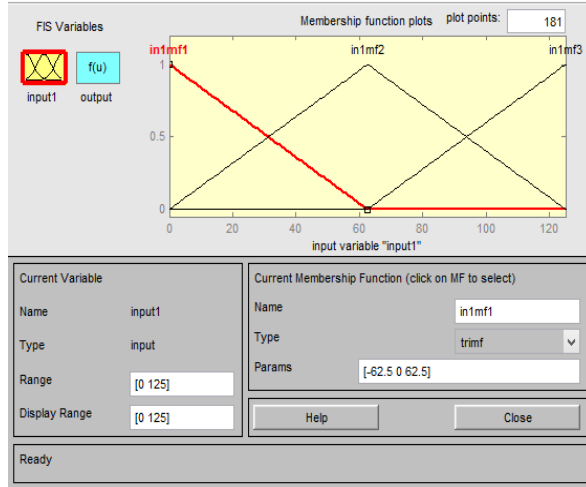 FIS Variables
Membership function plots plot points: 181
f(u)
input1 output
in1mf1 in1mf2 in1mf3
1
0.5
0
0 20 40 60 80 100 120
input variable "input1"
Current Variable
Name input1
Type input
Range [0 125]
Display Range [0 125]
Current Membership Function (click on MF to select)
Name in1mf1
Type trimf
Params [-62.5 0 62.5]
Help Close
Ready